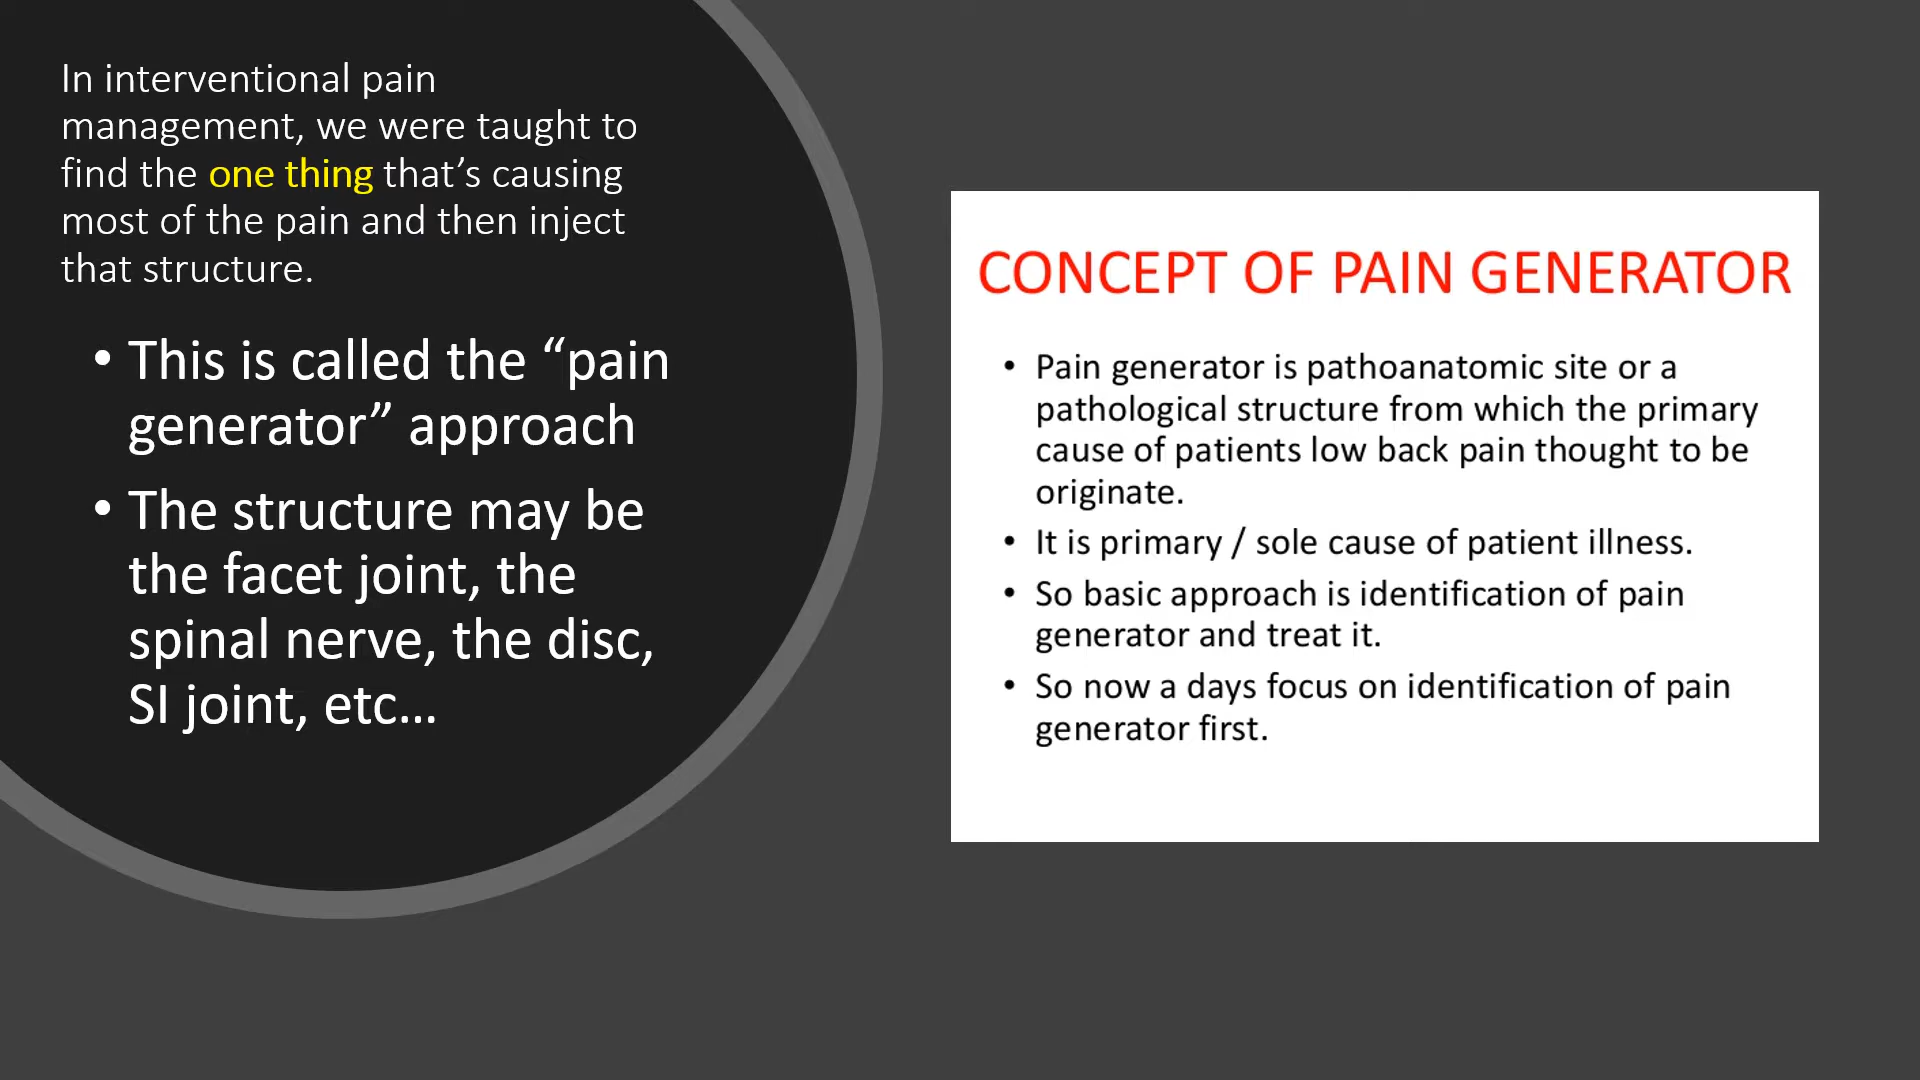 In interventional pain
management, we were taught to
find the one thing that’s causing
most of the pain and then inject
that structure.
• This is called the “pain
generator” approach
• The structure may be
the facet joint, the
spinal nerve, the disc,
SI joint, etc…
CONCEPT OF PAIN GENERATOR
• Pain generator is pathoanatomic site or a
pathological structure from which the primary
cause of patients low back pain thought to be
originate.
• It is primary / sole cause of patient illness.
• So basic approach is identification of pain
generator and treat it.
• So now a days focus on identification of pain
generator first.